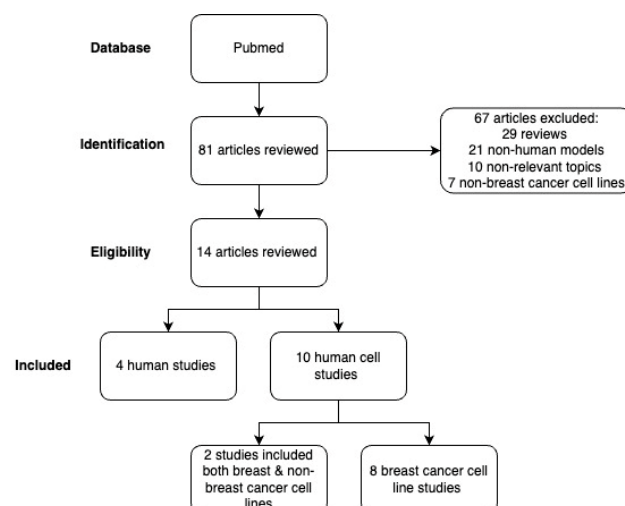 Database
Pubmed
Identification
81 articles reviewed
67 articles excluded:
29 reviews
21 non-human models
10 non-relevant topics
7 non-breast cancer cell lines
Eligibility
14 articles reviewed
Included
4 human studies
10 human cell
studies
2 studies included
both breast & non-
breast cancer cell
lines
8 breast cancer cell
line studies